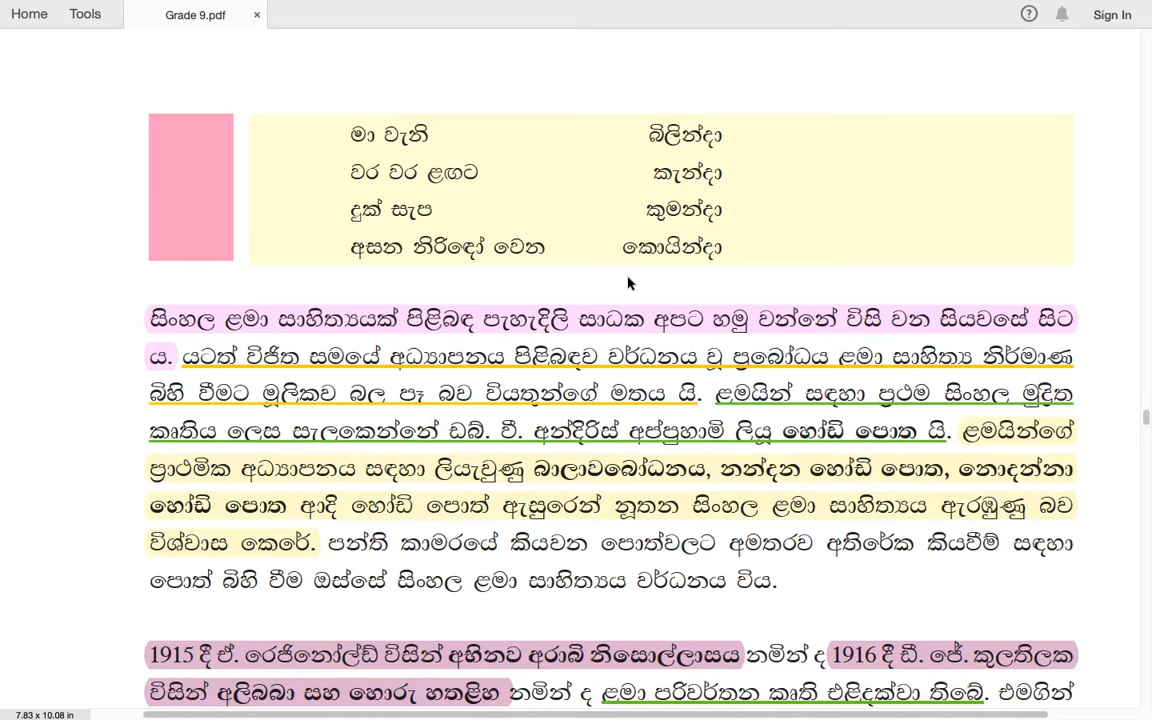 Home Tools Grade 9.pdf × ? Sign In
මා වැනි බිලින්දා
වර වර ළඟට කැන්දා
දුක් සැප කුමන්දා
අසන නිරිඳෝ වෙන කොයින්දා
සිංහල ළමා සාහිත්‍යයක් පිළිබඳ පැහැදිලි සාධක අපට හමු වන්නේ විසි වන සියවසේ සිට
ය. යටත් විජිත සමයේ අධ්‍යාපනය පිළිබඳව වර්ධනය වූ ප්‍රබෝධය ළමා සාහිත්‍ය නිර්මාණ
බිහි වීමට මූලිකව බල පෑ බව වියතුන්ගේ මතය යි. ළමයින් සඳහා ප්‍රථම සිංහල මුද්‍රිත
කෘතිය ලෙස සැලකෙන්නේ ඩබ්. වී. අන්දිරිස් අප්පුහාමි ලියූ හෝඩි පොත යි. ළමයින්ගේ
ප්‍රාථමික අධ්‍යාපනය සඳහා ලියැවුණු බාලාවබෝධනය, නන්දන හෝඩි පොත, නොදන්නා
හෝඩි පොත ආදි හෝඩි පොත් ඇසුරෙන් නූතන සිංහල ළමා සාහිත්‍යය ඇරඹුණු බව
විශ්වාස කෙරේ. පන්ති කාමරයේ කියවන පොත්වලට අමතරව අතිරේක කියවීම් සඳහා
පොත් බිහි වීම ඔස්සේ සිංහල ළමා සාහිත්‍යය වර්ධනය විය.
1915 දී ඒ. රෙජිනෝල්ඩ් විසින් අභිනව අරාබි නිසොල්ලාසය නමින් ද 1916 දී ඩී. ජේ. කුලතිලක
විසින් අලිබබා සහ හොරු හතළිහ නමින් ද ළමා පරිවර්තන කෘති එළිදක්වා තිබේ. එමගින්
7.83 x 10.08 in